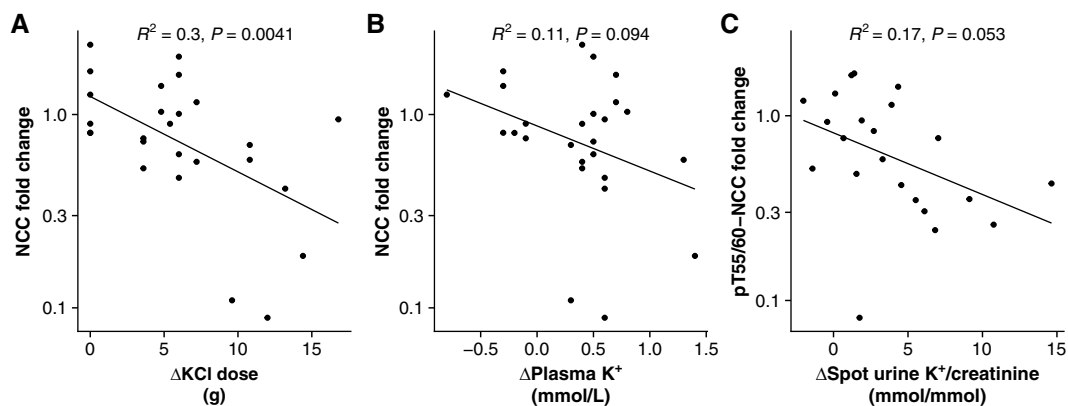 A
R² = 0.3, P = 0.0041
NCC fold change
1.0
0.3
0.1
0 5 10 15
ΔKCl dose
(g)
B
R² = 0.11, P = 0.094
NCC fold change
1.0
0.3
0.1
−0.5 0.0 0.5 1.0 1.5
ΔPlasma K⁺
(mmol/L)
C
R² = 0.17, P = 0.053
pT55/60−NCC fold change
1.0
0.3
0.1
0 5 10 15
ΔSpot urine K⁺/creatinine
(mmol/mmol)